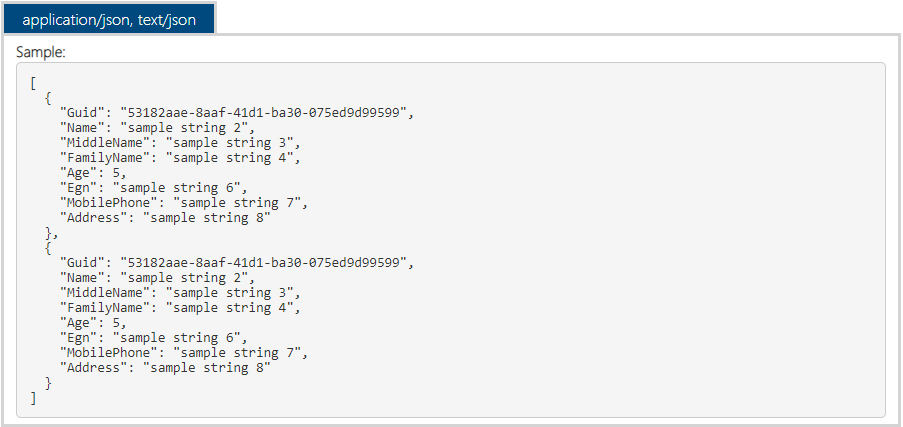 application/json, text/json
Sample:
[
  {
    "Guid": "53182aae-8aaf-41d1-ba30-075ed9d99599",
    "Name": "sample string 2",
    "MiddleName": "sample string 3",
    "FamilyName": "sample string 4",
    "Age": 5,
    "Egn": "sample string 6",
    "MobilePhone": "sample string 7",
    "Address": "sample string 8"
  },
  {
    "Guid": "53182aae-8aaf-41d1-ba30-075ed9d99599",
    "Name": "sample string 2",
    "MiddleName": "sample string 3",
    "FamilyName": "sample string 4",
    "Age": 5,
    "Egn": "sample string 6",
    "MobilePhone": "sample string 7",
    "Address": "sample string 8"
  }
]